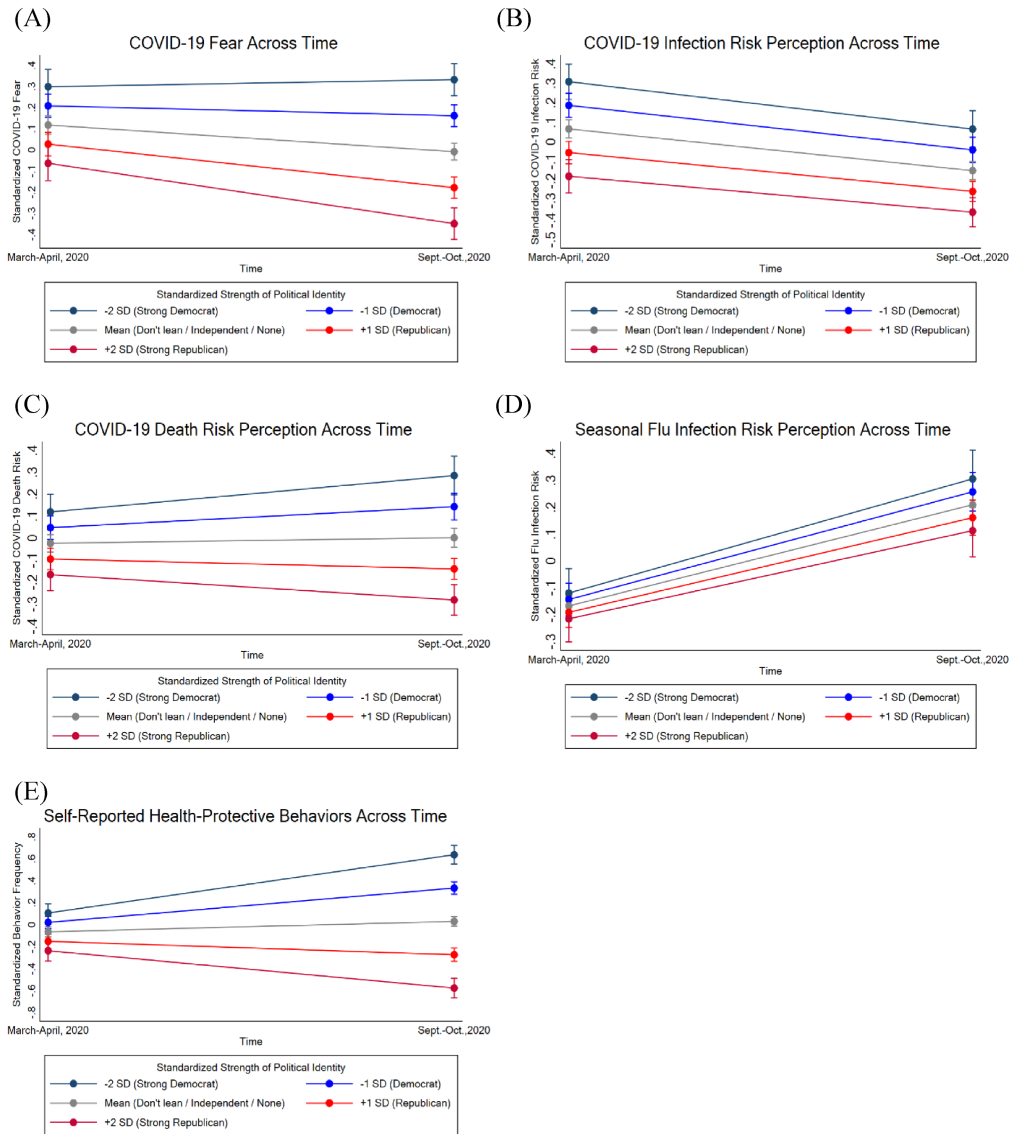 (A)
COVID-19 Fear Across Time
Standardized COVID-19 Fear
.4
.3
.2
.1
0
-.1
-.2
-.3
-.4
March-April, 2020
Sept.-Oct.,2020
Time
Standardized Strength of Political Identity
-2 SD (Strong Democrat)
-1 SD (Democrat)
Mean (Don't lean / Independent / None)
+1 SD (Republican)
+2 SD (Strong Republican)
(B)
COVID-19 Infection Risk Perception Across Time
Standardized COVID-19 Infection Risk
.4
.3
.2
.1
0
-.1
-.2
-.3
-.4
-.5
March-April, 2020
Sept.-Oct.,2020
Time
Standardized Strength of Political Identity
-2 SD (Strong Democrat)
-1 SD (Democrat)
Mean (Don't lean / Independent / None)
+1 SD (Republican)
+2 SD (Strong Republican)
(C)
COVID-19 Death Risk Perception Across Time
Standardized COVID-19 Death Risk
.4
.3
.2
.1
0
-.1
-.2
-.3
-.4
March-April, 2020
Sept.-Oct.,2020
Time
Standardized Strength of Political Identity
-2 SD (Strong Democrat)
-1 SD (Democrat)
Mean (Don't lean / Independent / None)
+1 SD (Republican)
+2 SD (Strong Republican)
(D)
Seasonal Flu Infection Risk Perception Across Time
Standardized Flu Infection Risk
.4
.3
.2
.1
0
-.1
-.2
-.3
March-April, 2020
Sept.-Oct.,2020
Time
Standardized Strength of Political Identity
-2 SD (Strong Democrat)
-1 SD (Democrat)
Mean (Don't lean / Independent / None)
+1 SD (Republican)
+2 SD (Strong Republican)
(E)
Self-Reported Health-Protective Behaviors Across Time
Standardized Behavior Frequency
.8
.6
.4
.2
0
-.2
-.4
-.6
-.8
March-April, 2020
Sept.-Oct.,2020
Time
Standardized Strength of Political Identity
-2 SD (Strong Democrat)
-1 SD (Democrat)
Mean (Don't lean / Independent / None)
+1 SD (Republican)
+2 SD (Strong Republican)